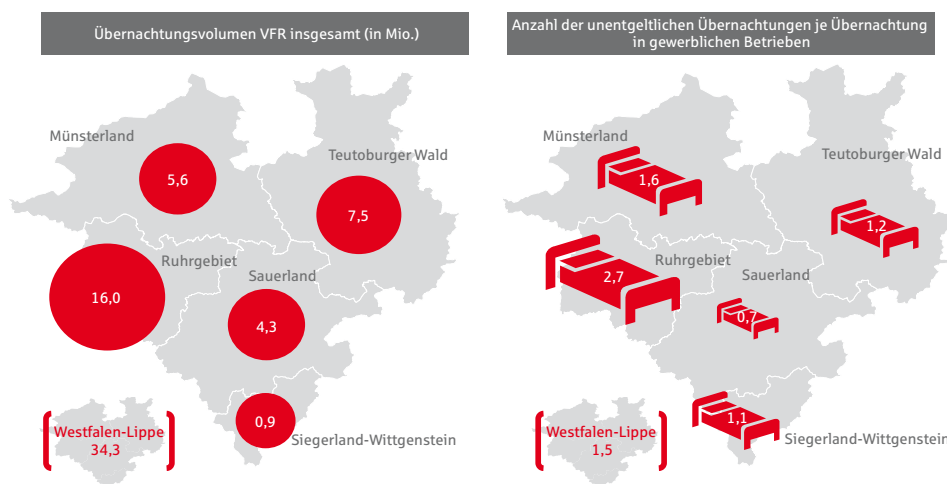 Übernachtungsvolumen VFR insgesamt (in Mio.)
Münsterland
5,6
Teutoburger Wald
7,5
Ruhrgebiet
16,0
Sauerland
4,3
0,9
Siegerland-Wittgenstein
Westfalen-Lippe
34,3
Anzahl der unentgeltlichen Übernachtungen je Übernachtung
in gewerblichen Betrieben
Münsterland
1,6
Teutoburger Wald
1,2
Ruhrgebiet
2,7
Sauerland
0,7
1,1
Siegerland-Wittgenstein
Westfalen-Lippe
1,5